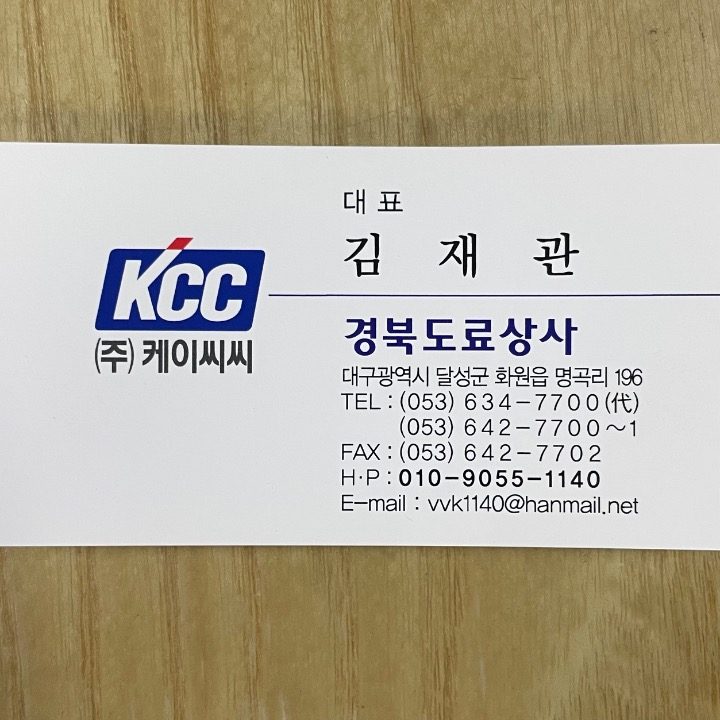 대표
김재관
KCC
(주)케이씨씨
경북도료상사
대구광역시 달성군 화원읍 명곡리 196
TEL : (053) 634-7700(代)
(053) 642-7700~1
FAX : (053) 642-7702
H·P : 010-9055-1140
E-mail : vvk1140@hanmail.net